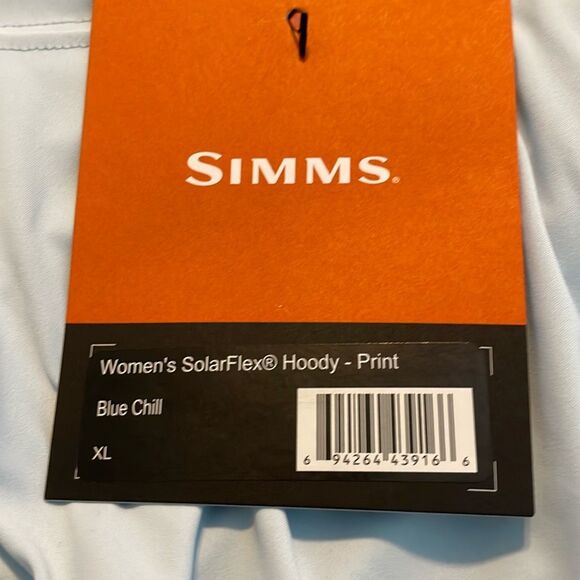 SIMMS®
Women's SolarFlex® Hoody - Print
Blue Chill
XL
6 94264 43916 6